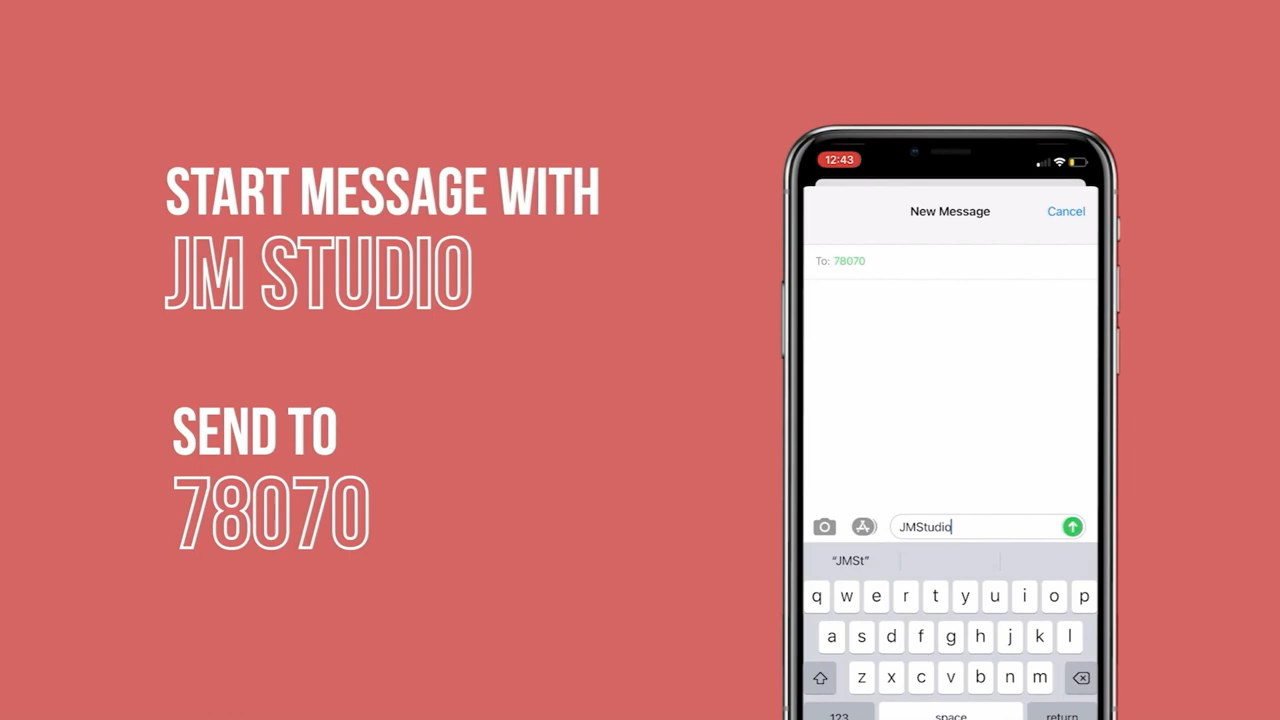 START MESSAGE WITH
JM STUDIO
SEND TO
78070
12:43
New Message
Cancel
To: 78070
JMStudio
“JMSt”
q w e r t y u i o p
a s d f g h j k l
z x c v b n m
123 space return